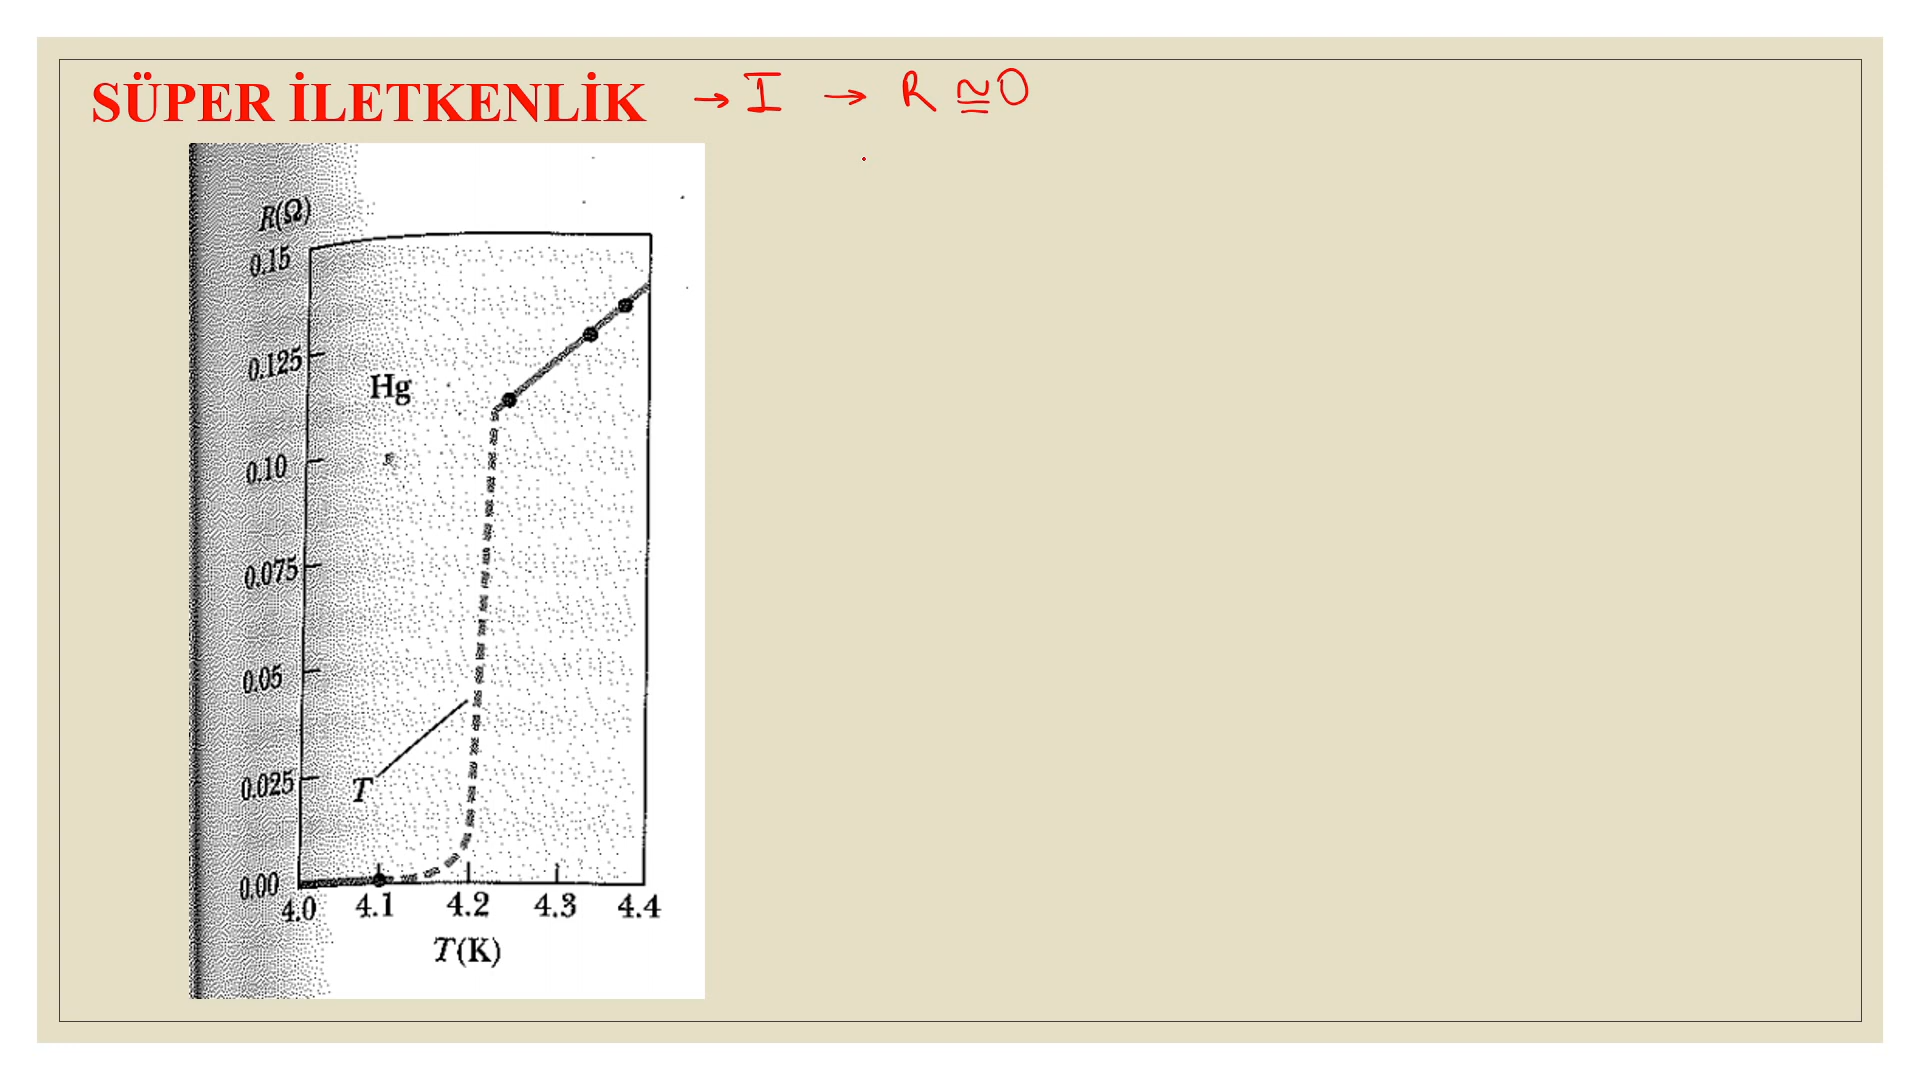 SÜPER İLETKENLİK → I → R ≅ 0
R(Ω)
0.15
0.125
Hg
0.10
0.075
0.05
0.025
T
0.00
4.0 4.1 4.2 4.3 4.4
T(K)